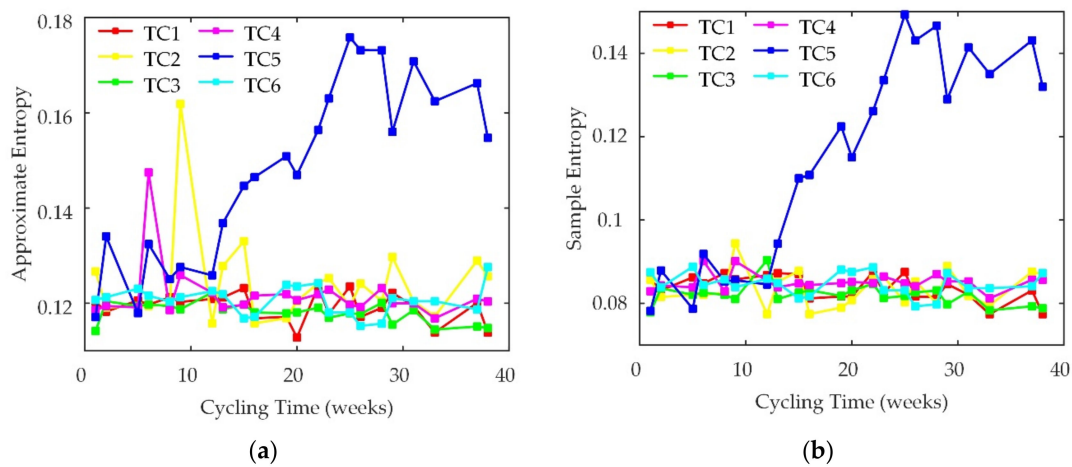 0.18
0.16
0.14
0.12
Approximate Entropy
TC1 TC4
TC2 TC5
TC3 TC6
0 10 20 30 40
Cycling Time (weeks)
(a)
0.14
0.12
0.1
0.08
Sample Entropy
TC1 TC4
TC2 TC5
TC3 TC6
0 10 20 30 40
Cycling Time (weeks)
(b)